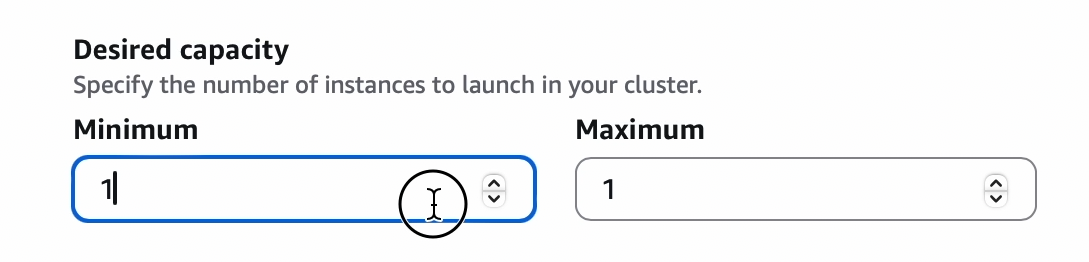 Desired capacity
Specify the number of instances to launch in your cluster.
Minimum Maximum
1 1